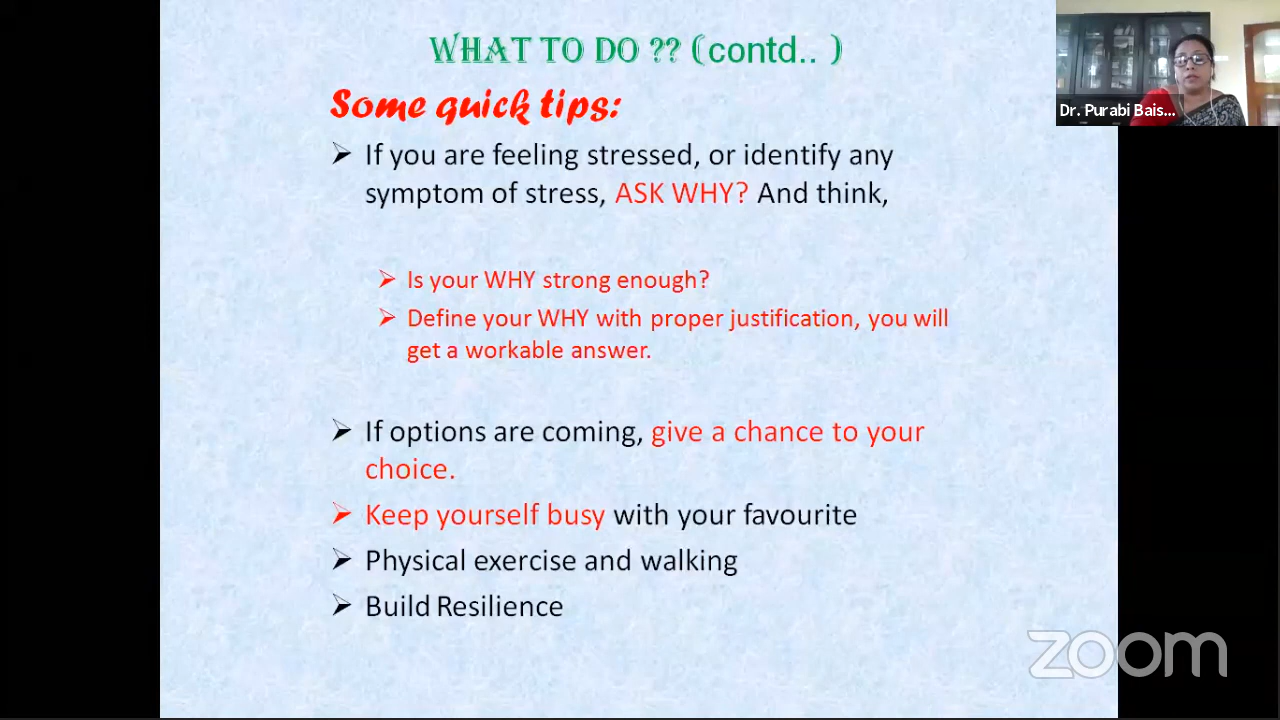 WHAT TO DO ?? (contd.. )
Some quick tips:
➢ If you are feeling stressed, or identify any
symptom of stress, ASK WHY? And think,
➢ Is your WHY strong enough?
➢ Define your WHY with proper justification, you will
get a workable answer.
➢ If options are coming, give a chance to your
choice.
➢ Keep yourself busy with your favourite
➢ Physical exercise and walking
➢ Build Resilience
Dr. Purabi Bais...
zoom